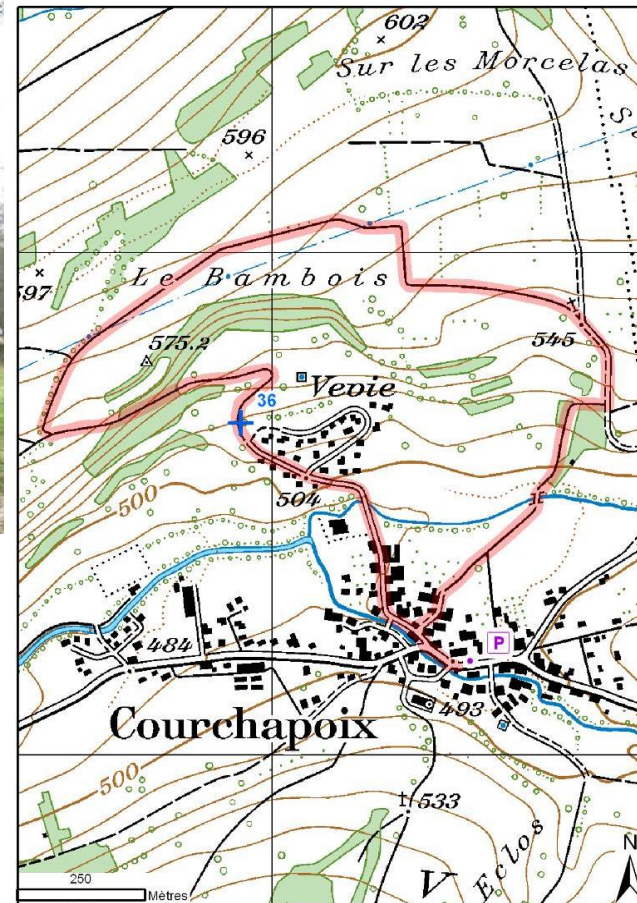 602
Sur les Morcelas
S
596
597
Le Bambois
545
575.2
Vevie
36
504
500
484
P
493
Courchapoix
500
533
V
Eclos
N
250
Mètres